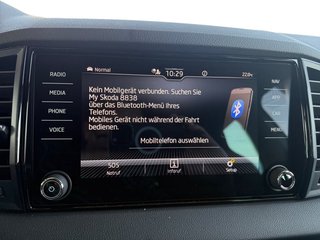 RADIO
MEDIA
PHONE
VOICE
Normal
10:29
22.0
Kein Mobilgerät verbunden. Suchen Sie
My Skoda 8838
über das Bluetooth-Menü Ihres
Telefons.
Mobiles Gerät nicht während der Fahrt
bedienen.
Mobiltelefon auswählen
SOS
Notruf
Inforuf
Setup
NAV
APP
CAR
MENU